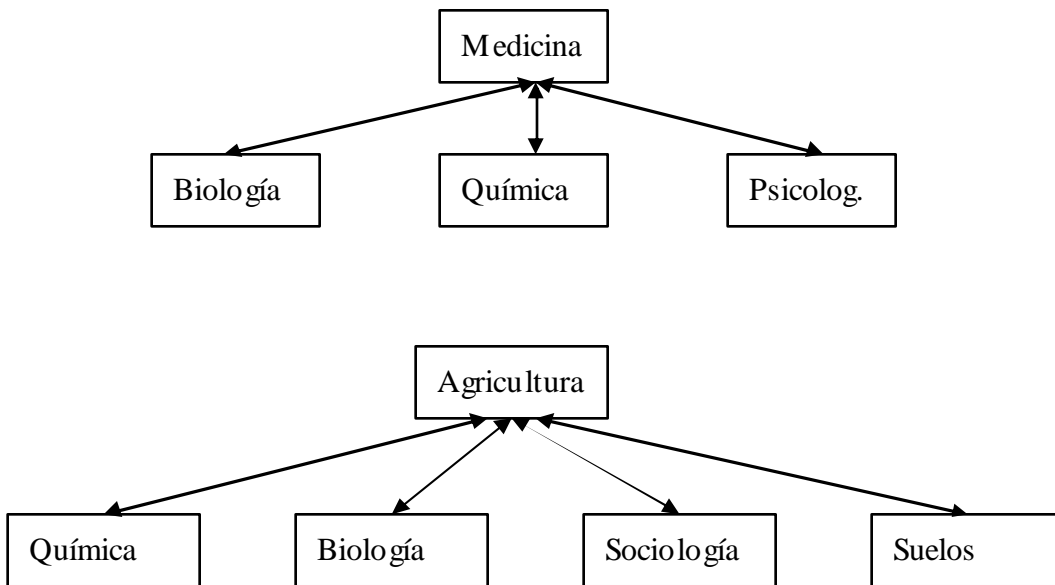 Medicina
Biología
Química
Psicolog.
Agricultura
Química
Biología
Sociología
Suelos